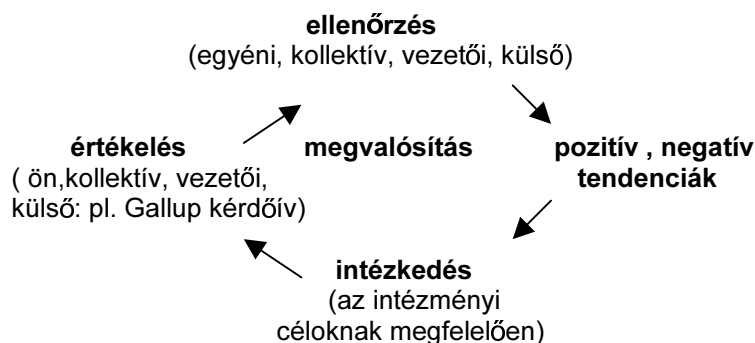 ellenőrzés
(egyéni, kollektív, vezetői, külső)
értékelés
( ön,kollektív, vezetői,
külső: pl. Gallup kérdőív)
megvalósítás
pozitív , negatív
tendenciák
intézkedés
(az intézményi
céloknak megfelelően)